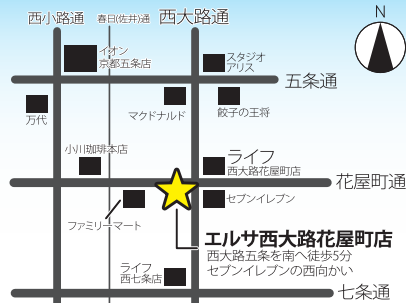 西小路通
春日(佐井)通
西大路通
N
イオン
京都五条店
スタジオ
アリス
五条通
万代
マクドナルド
餃子の王将
小川珈琲本店
ライフ
西大路花屋町店
花屋町通
セブンイレブン
ファミリーマート
エルサ西大路花屋町店
西大路五条を南へ徒歩5分
セブンイレブンの西向かい
ライフ
西七条店
七条通